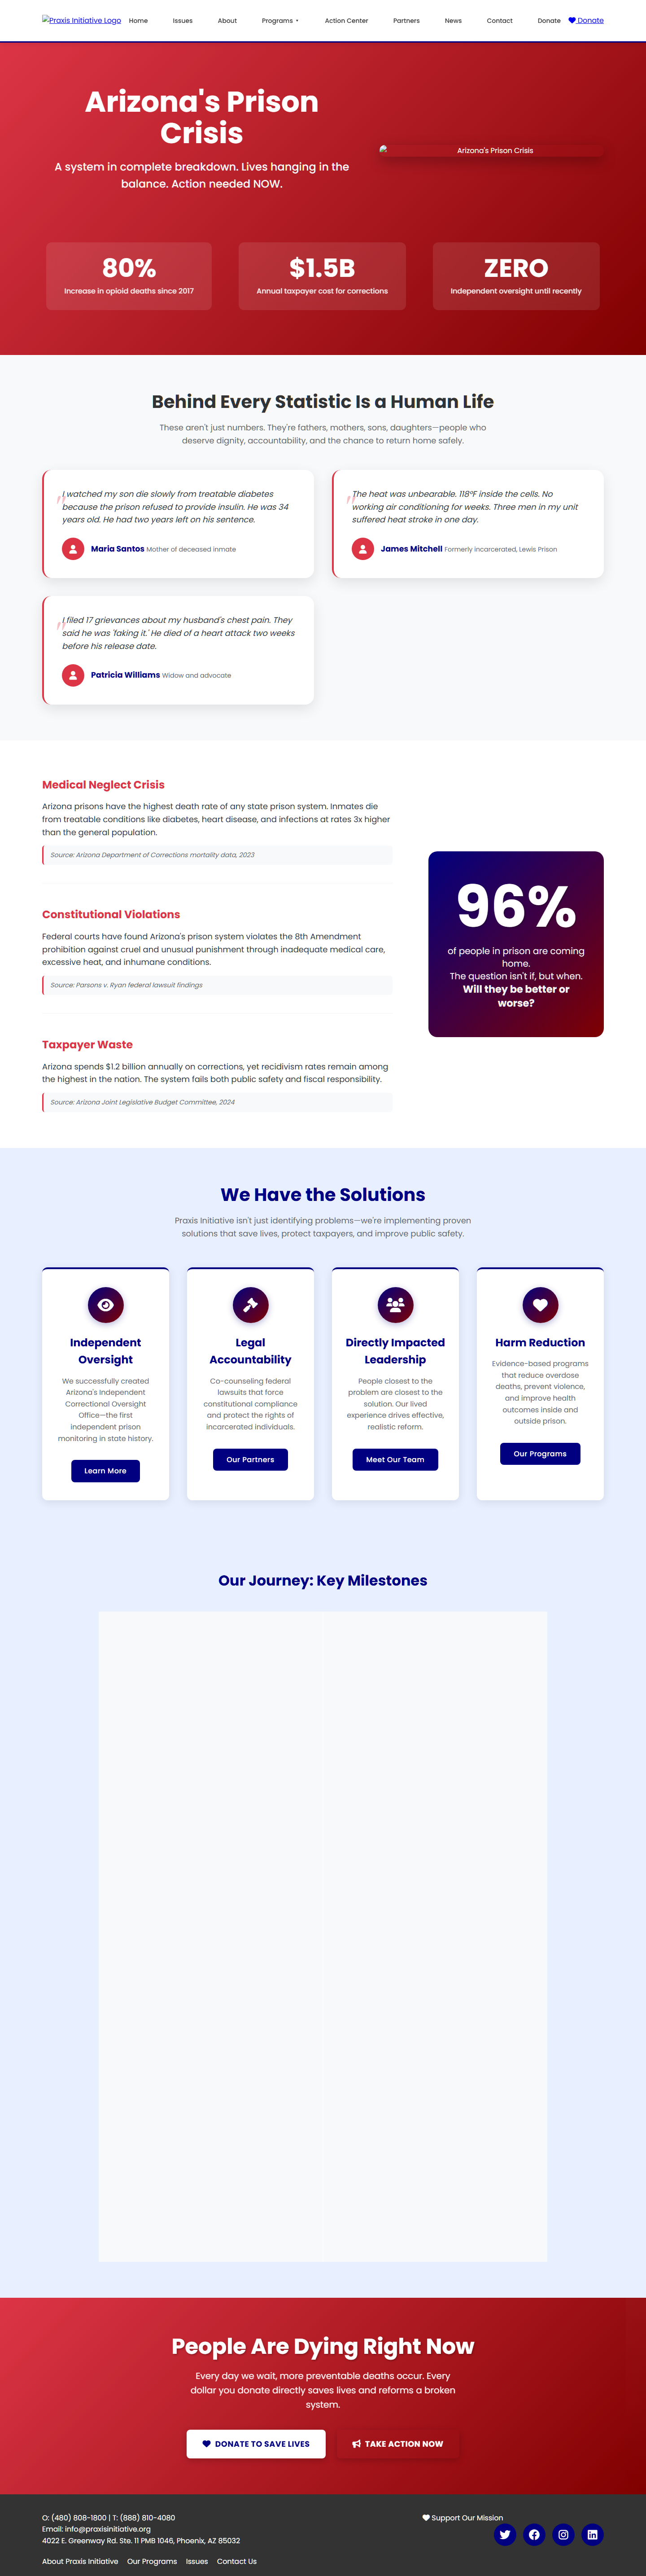 Praxis Initiative Logo
Home
Issues
About
Programs
Action Center
Partners
News
Contact
Donate
Donate
Arizona's Prison
Crisis
A system in complete breakdown. Lives hanging in the
balance. Action needed NOW.
Arizona's Prison Crisis
80%
Increase in opioid deaths since 2017
$1.5B
Annual taxpayer cost for corrections
ZERO
Independent oversight until recently
Behind Every Statistic Is a Human Life
These aren't just numbers. They're fathers, mothers, sons, daughters—people who
deserve dignity, accountability, and the chance to return home safely.
"
I watched my son die slowly from treatable diabetes
because the prison refused to provide insulin. He was 34
years old. He had two years left on his sentence.
Maria Santos Mother of deceased inmate
"
The heat was unbearable. 118°F inside the cells. No
working air conditioning for weeks. Three men in my unit
suffered heat stroke in one day.
James Mitchell Formerly incarcerated, Lewis Prison
"
I filed 17 grievances about my husband's chest pain. They
said he was 'faking it.' He died of a heart attack two weeks
before his release date.
Patricia Williams Widow and advocate
Medical Neglect Crisis
Arizona prisons have the highest death rate of any state prison system. Inmates die
from treatable conditions like diabetes, heart disease, and infections at rates 3x higher
than the general population.
Source: Arizona Department of Corrections mortality data, 2023
Constitutional Violations
Federal courts have found Arizona's prison system violates the 8th Amendment
prohibition against cruel and unusual punishment through inadequate medical care,
excessive heat, and inhumane conditions.
Source: Parsons v. Ryan federal lawsuit findings
Taxpayer Waste
Arizona spends $1.2 billion annually on corrections, yet recidivism rates remain among
the highest in the nation. The system fails both public safety and fiscal responsibility.
Source: Arizona Joint Legislative Budget Committee, 2024
96%
of people in prison are coming
home.
The question isn't if, but when.
Will they be better or
worse?
We Have the Solutions
Praxis Initiative isn't just identifying problems—we're implementing proven
solutions that save lives, protect taxpayers, and improve public safety.
Independent
Oversight
We successfully created
Arizona's Independent
Correctional Oversight
Office—the first
independent prison
monitoring in state history.
Learn More
Legal
Accountability
Co-counseling federal
lawsuits that force
constitutional compliance
and protect the rights of
incarcerated individuals.
Our Partners
Directly Impacted
Leadership
People closest to the
problem are closest to the
solution. Our lived
experience drives effective,
realistic reform.
Meet Our Team
Harm Reduction
Evidence-based programs
that reduce overdose
deaths, prevent violence,
and improve health
outcomes inside and
outside prison.
Our Programs
Our Journey: Key Milestones
People Are Dying Right Now
Every day we wait, more preventable deaths occur. Every
dollar you donate directly saves lives and reforms a broken
system.
DONATE TO SAVE LIVES
TAKE ACTION NOW
O: (480) 808-1800 | T: (888) 810-4080
Email: info@praxisinitiative.org
4022 E. Greenway Rd. Ste. 11 PMB 1046, Phoenix, AZ 85032
Support Our Mission
About Praxis Initiative
Our Programs
Issues
Contact Us